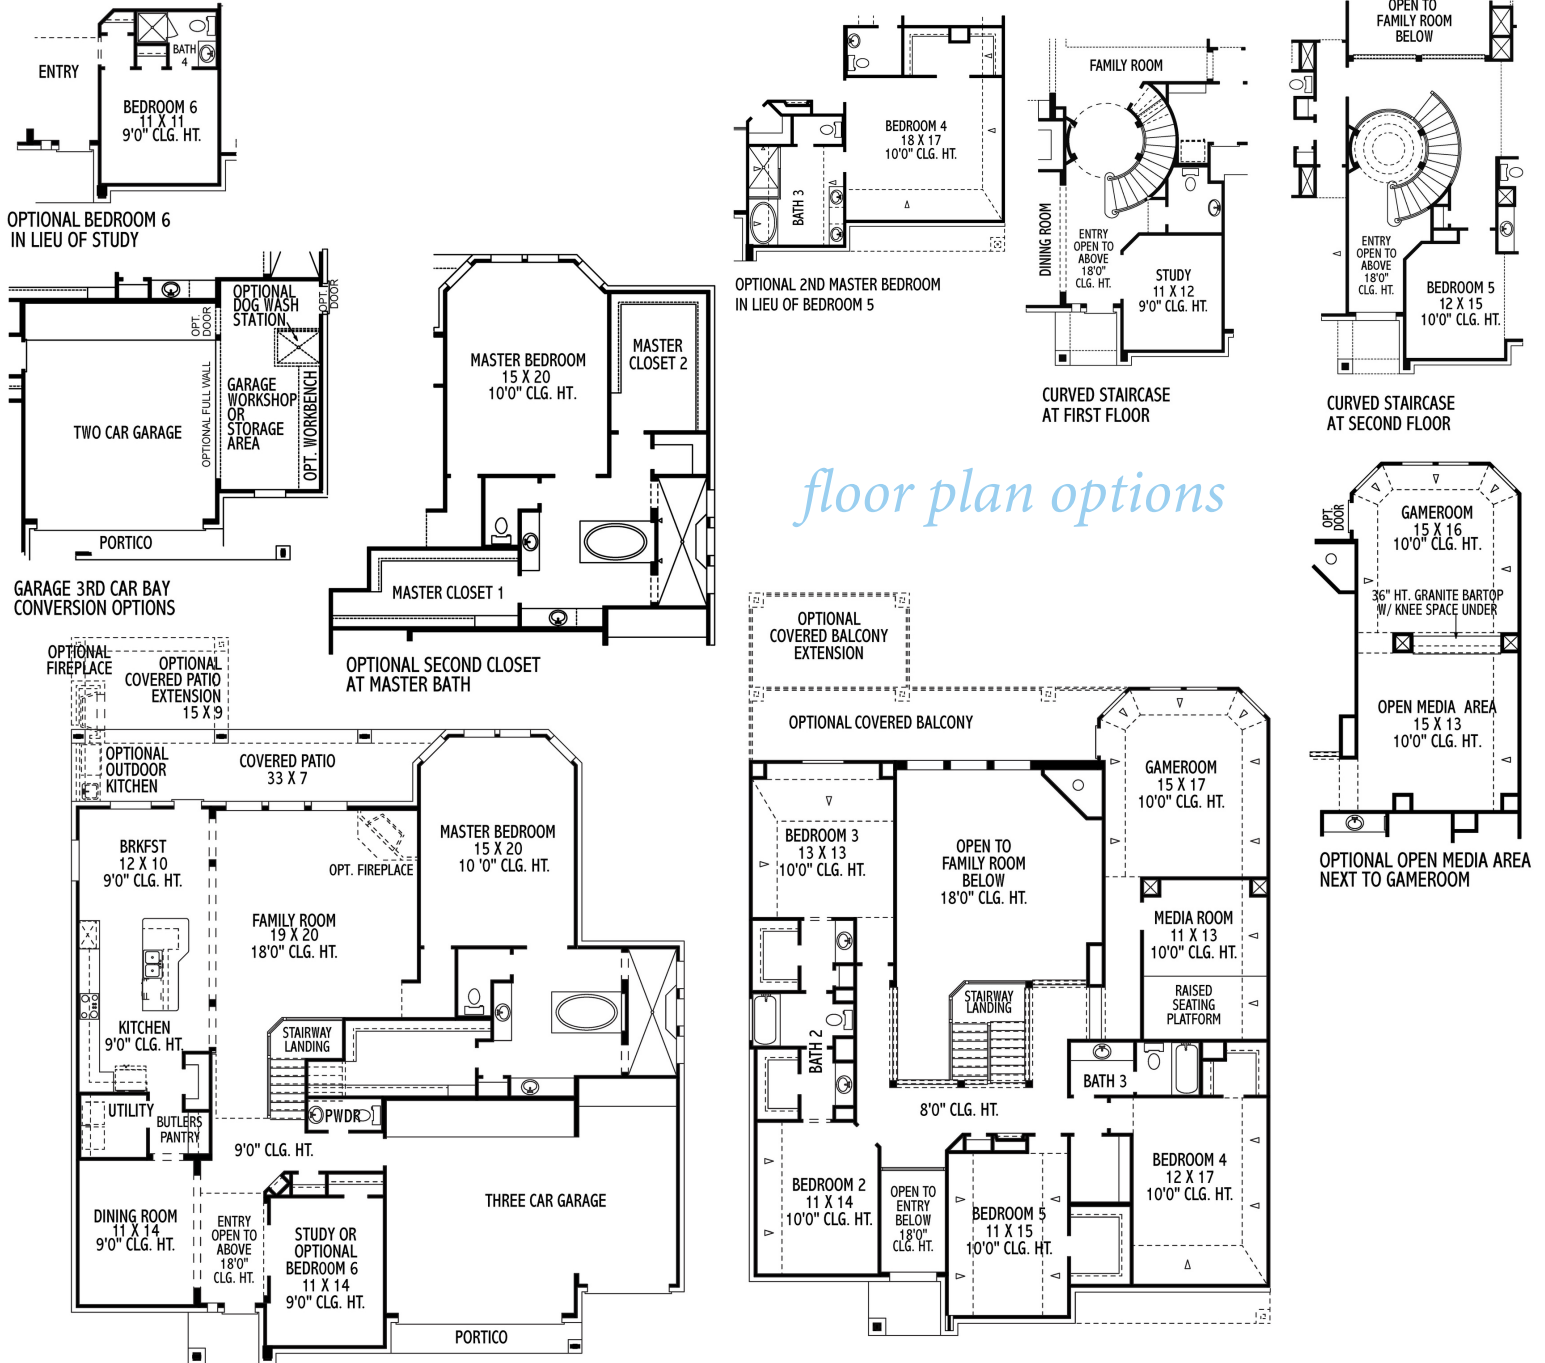 ENTRY
BATH
4
BEDROOM 6
11 X 11
9'0" CLG. HT.
OPTIONAL BEDROOM 6
IN LIEU OF STUDY
OPTIONAL
DOG WASH
STATION
OPT.
DOOR
OPT.
DOOR
OPTIONAL FULL WALL
GARAGE
WORKSHOP
OR
STORAGE
AREA
OPT. WORKBENCH
TWO CAR GARAGE
PORTICO
GARAGE 3RD CAR BAY
CONVERSION OPTIONS
MASTER BEDROOM
15 X 20
10'0" CLG. HT.
MASTER
CLOSET 2
MASTER CLOSET 1
OPTIONAL SECOND CLOSET
AT MASTER BATH
BEDROOM 4
18 X 17
10'0" CLG. HT.
BATH 3
OPTIONAL 2ND MASTER BEDROOM
IN LIEU OF BEDROOM 5
FAMILY ROOM
DINING ROOM
ENTRY
OPEN TO
ABOVE
18'0"
CLG. HT.
STUDY
11 X 12
9'0" CLG. HT.
CURVED STAIRCASE
AT FIRST FLOOR
OPEN TO
FAMILY ROOM
BELOW
ENTRY
OPEN TO
ABOVE
18'0"
CLG. HT.
BEDROOM 5
12 X 15
10'0" CLG. HT.
CURVED STAIRCASE
AT SECOND FLOOR
floor plan options
OPT.
DOOR
GAMEROOM
15 X 16
10'0" CLG. HT.
36" HT. GRANITE BARTOP
W/ KNEE SPACE UNDER
OPEN MEDIA AREA
15 X 13
10'0" CLG. HT.
OPTIONAL OPEN MEDIA AREA
NEXT TO GAMEROOM
OPTIONAL
FIREPLACE
OPTIONAL
COVERED PATIO
EXTENSION
15 X 9
OPTIONAL
OUTDOOR
KITCHEN
COVERED PATIO
33 X 7
BRKFST
12 X 10
9'0" CLG. HT.
OPT. FIREPLACE
MASTER BEDROOM
15 X 20
10 '0" CLG. HT.
FAMILY ROOM
19 X 20
18'0" CLG. HT.
KITCHEN
9'0" CLG. HT.
STAIRWAY
LANDING
UTILITY
BUTLERS
PANTRY
PWDR
9'0" CLG. HT.
DINING ROOM
11 X 14
9'0" CLG. HT.
ENTRY
OPEN TO
ABOVE
18'0"
CLG. HT.
STUDY OR
OPTIONAL
BEDROOM 6
11 X 14
9'0" CLG. HT.
THREE CAR GARAGE
PORTICO
OPTIONAL
COVERED BALCONY
EXTENSION
OPTIONAL COVERED BALCONY
GAMEROOM
15 X 17
10'0" CLG. HT.
BEDROOM 3
13 X 13
10'0" CLG. HT.
OPEN TO
FAMILY ROOM
BELOW
18'0" CLG. HT.
MEDIA ROOM
11 X 13
10'0" CLG. HT.
RAISED
SEATING
PLATFORM
STAIRWAY
LANDING
BATH 2
BATH 3
8'0" CLG. HT.
BEDROOM 2
11 X 14
10'0" CLG. HT.
OPEN TO
ENTRY
BELOW
18'0"
CLG. HT.
BEDROOM 5
11 X 15
10'0" CLG. HT.
BEDROOM 4
12 X 17
10'0" CLG. HT.